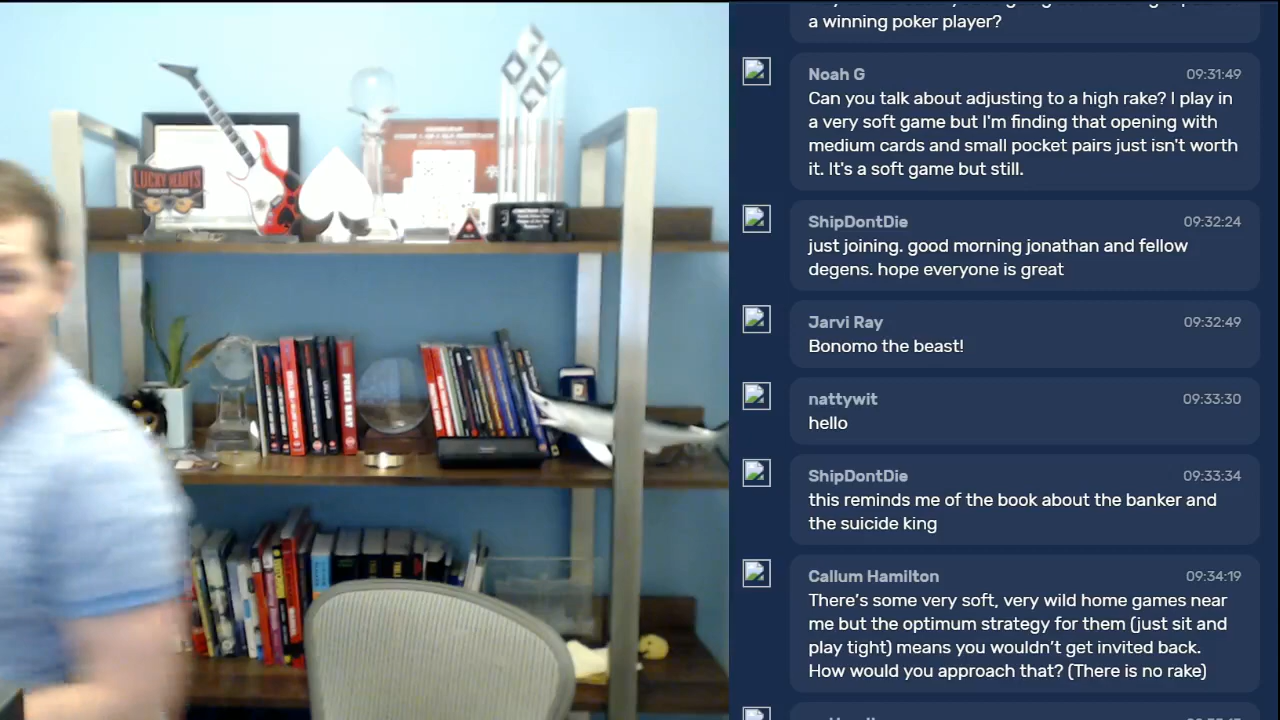 a winning poker player?
Noah G
09:31:49
Can you talk about adjusting to a high rake? I play in
a very soft game but I'm finding that opening with
medium cards and small pocket pairs just isn't worth
it. It's a soft game but still.
ShipDontDie
09:32:24
just joining. good morning jonathan and fellow
degens. hope everyone is great
Jarvi Ray
09:32:49
Bonomo the beast!
nattywit
09:33:30
hello
ShipDontDie
09:33:34
this reminds me of the book about the banker and
the suicide king
Callum Hamilton
09:34:19
There’s some very soft, very wild home games near
me but the optimum strategy for them (just sit and
play tight) means you wouldn’t get invited back.
How would you approach that? (There is no rake)
LUCKY HEARTS